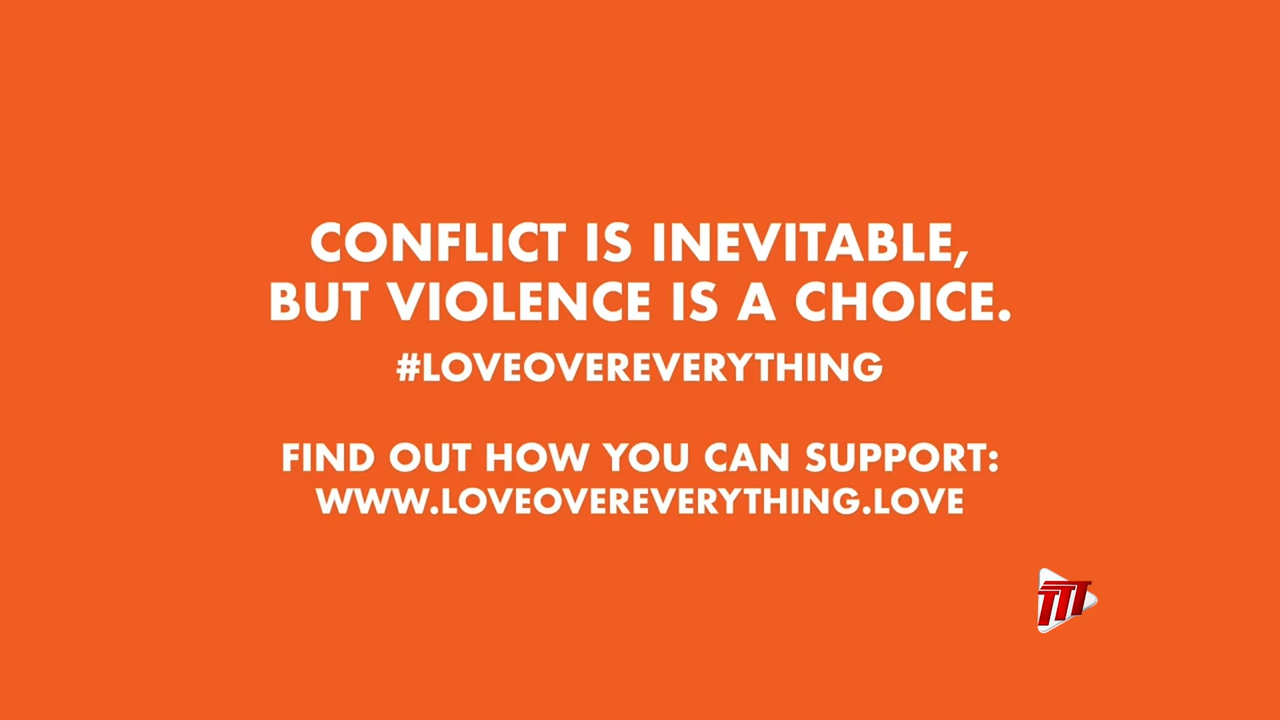 CONFLICT IS INEVITABLE,
BUT VIOLENCE IS A CHOICE.
#LOVEOVEREVERYTHING
FIND OUT HOW YOU CAN SUPPORT:
WWW.LOVEOVEREVERYTHING.LOVE
TTT